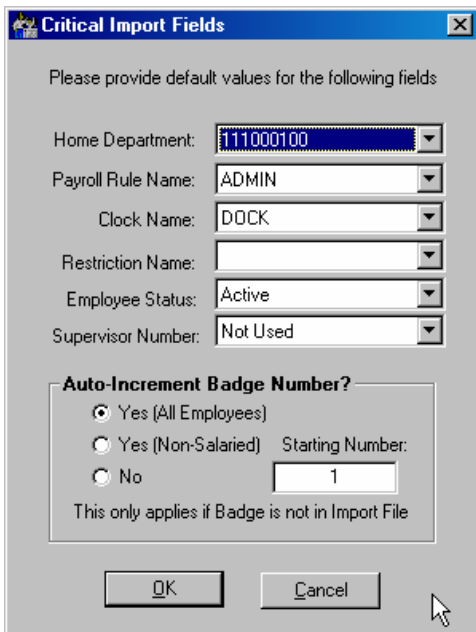 Critical Import Fields
Please provide default values for the following fields
Home Department: 111000100
Payroll Rule Name: ADMIN
Clock Name: DOCK
Restriction Name:
Employee Status: Active
Supervisor Number: Not Used
Auto-Increment Badge Number?
Yes (All Employees)
Yes (Non-Salaried) Starting Number:
No 1
This only applies if Badge is not in Import File
OK Cancel